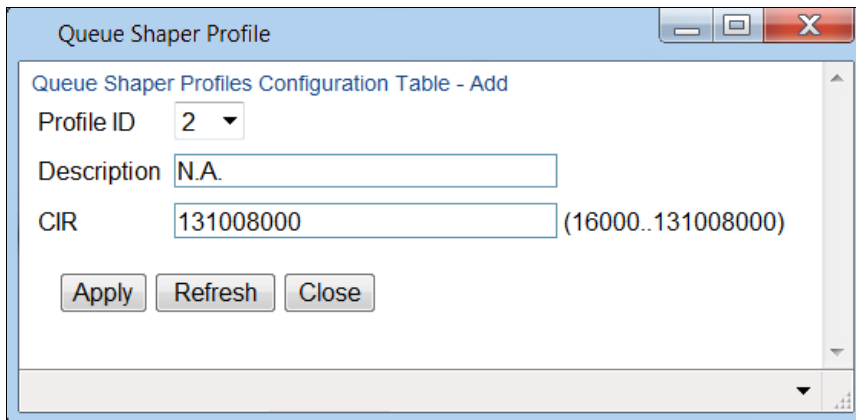 Queue Shaper Profile
Queue Shaper Profiles Configuration Table - Add
Profile ID 2
Description N.A.
CIR 131008000 (16000..131008000)
Apply Refresh Close